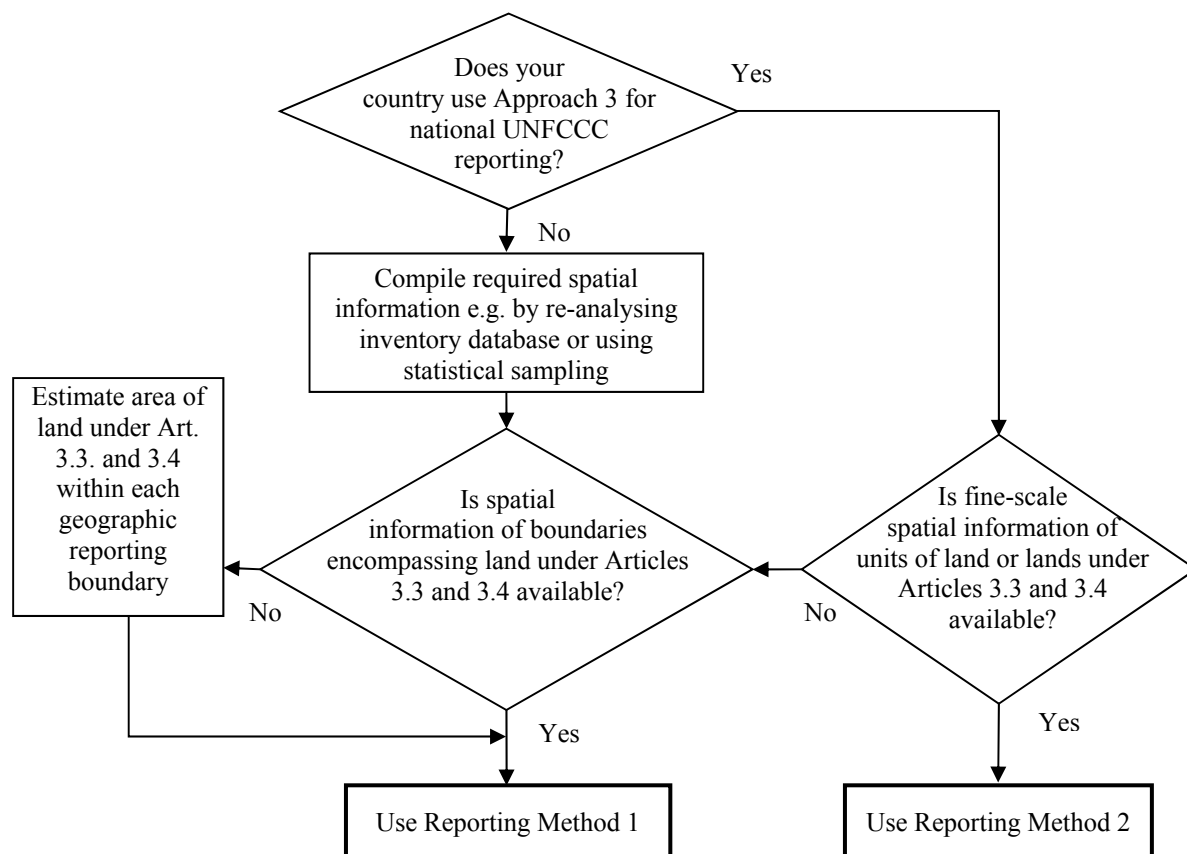 Does your
country use Approach 3 for
national UNFCCC
reporting?
Yes
No
Compile required spatial
information e.g. by re-analysing
inventory database or using
statistical sampling
Estimate area of
land under Art.
3.3. and 3.4
within each
geographic
reporting
boundary
Is spatial
information of boundaries
encompassing land under Articles
3.3 and 3.4 available?
No
Is fine-scale
spatial information of
units of land or lands under
Articles 3.3 and 3.4
available?
No
Yes
Yes
Use Reporting Method 1
Use Reporting Method 2